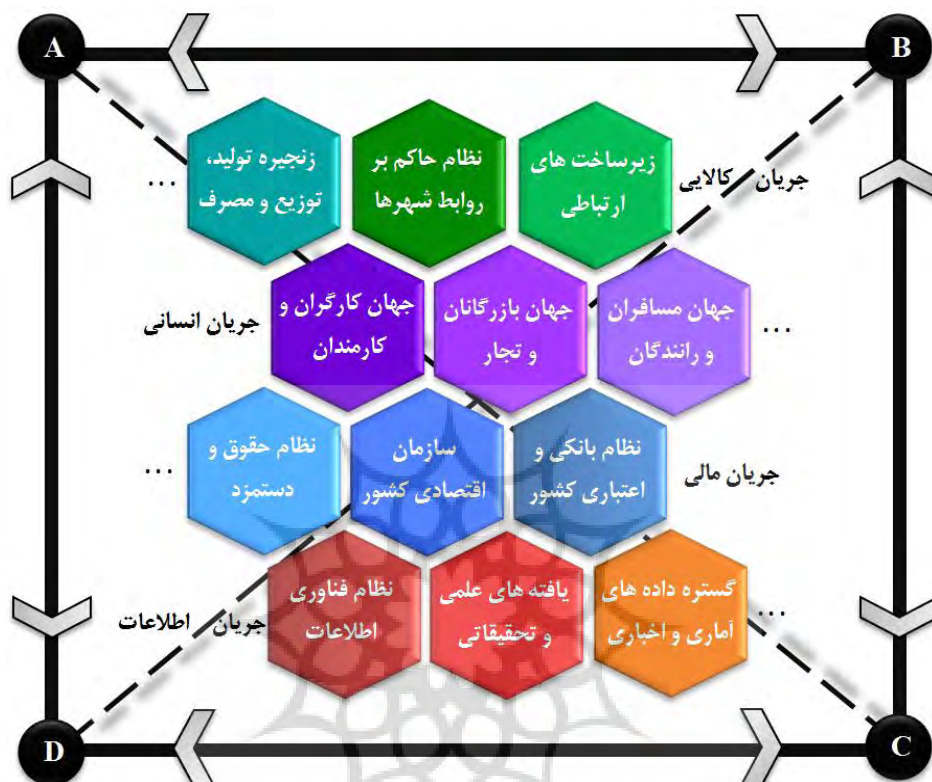 A
B
زیرساخت های
ارتباطی
نظام حاکم بر
روابط شهرها
زنجیره تولید،
توزیع و مصرف
...
جریان کالایی
جهان مسافران
و رانندگان
جهان بازرگانان
و تجار
جهان کارگران و
کارمندان
جریان انسانی
...
نظام بانکی و
اعتباری کشور
سازمان
اقتصادی کشور
نظام حقوق و
دستمزد
...
جریان مالی
گستره داده های
آماری و اخباری
یافته های علمی
و تحقیقاتی
نظام فناوری
اطلاعات
جریان اطلاعات
...
D
C